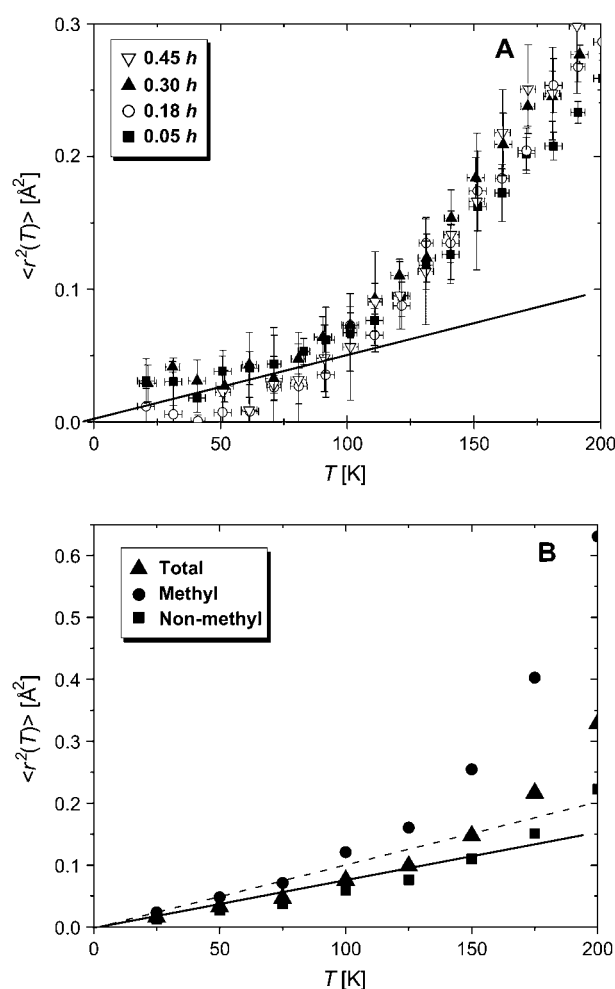 0.3
A
0.45 h
0.30 h
0.18 h
0.05 h
0.2
<r²(T)> [Å²]
0.1
0.0
0 50 100 150 200
T [K]
0.6
B
Total
Methyl
Non-methyl
0.5
0.4
<r²(T)> [Å²]
0.3
0.2
0.1
0.0
0 50 100 150 200
T [K]